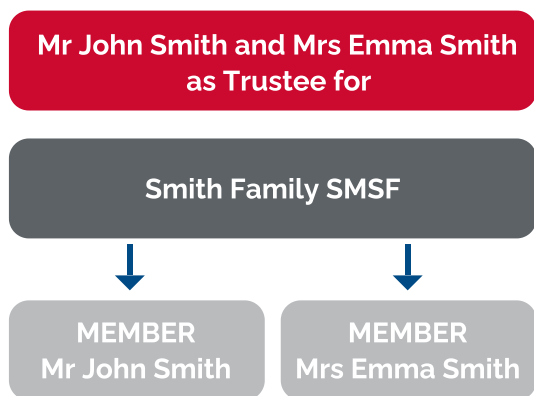 Mr John Smith and Mrs Emma Smith
as Trustee for
Smith Family SMSF
MEMBER
Mr John Smith
MEMBER
Mrs Emma Smith